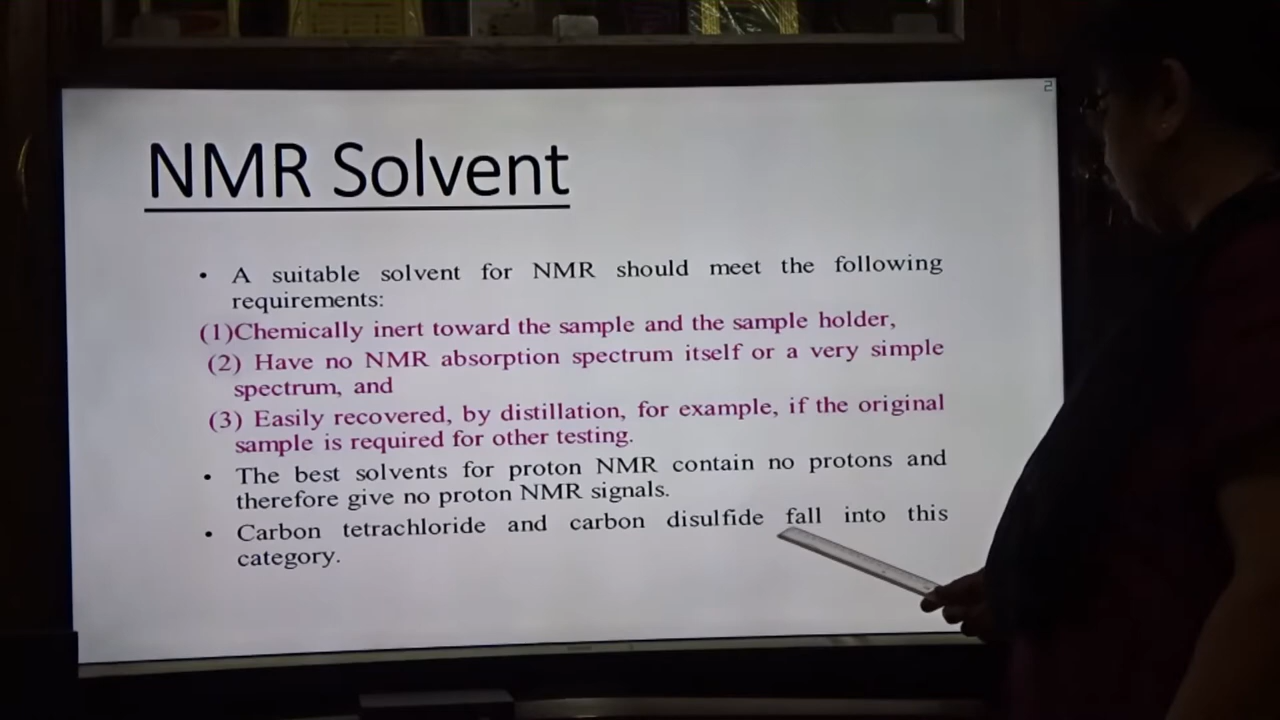 2
NMR Solvent
• A suitable solvent for NMR should meet the following
requirements:
(1)Chemically inert toward the sample and the sample holder,
(2) Have no NMR absorption spectrum itself or a very simple
spectrum, and
(3) Easily recovered, by distillation, for example, if the original
sample is required for other testing.
• The best solvents for proton NMR contain no protons and
therefore give no proton NMR signals.
• Carbon tetrachloride and carbon disulfide fall into this
category.